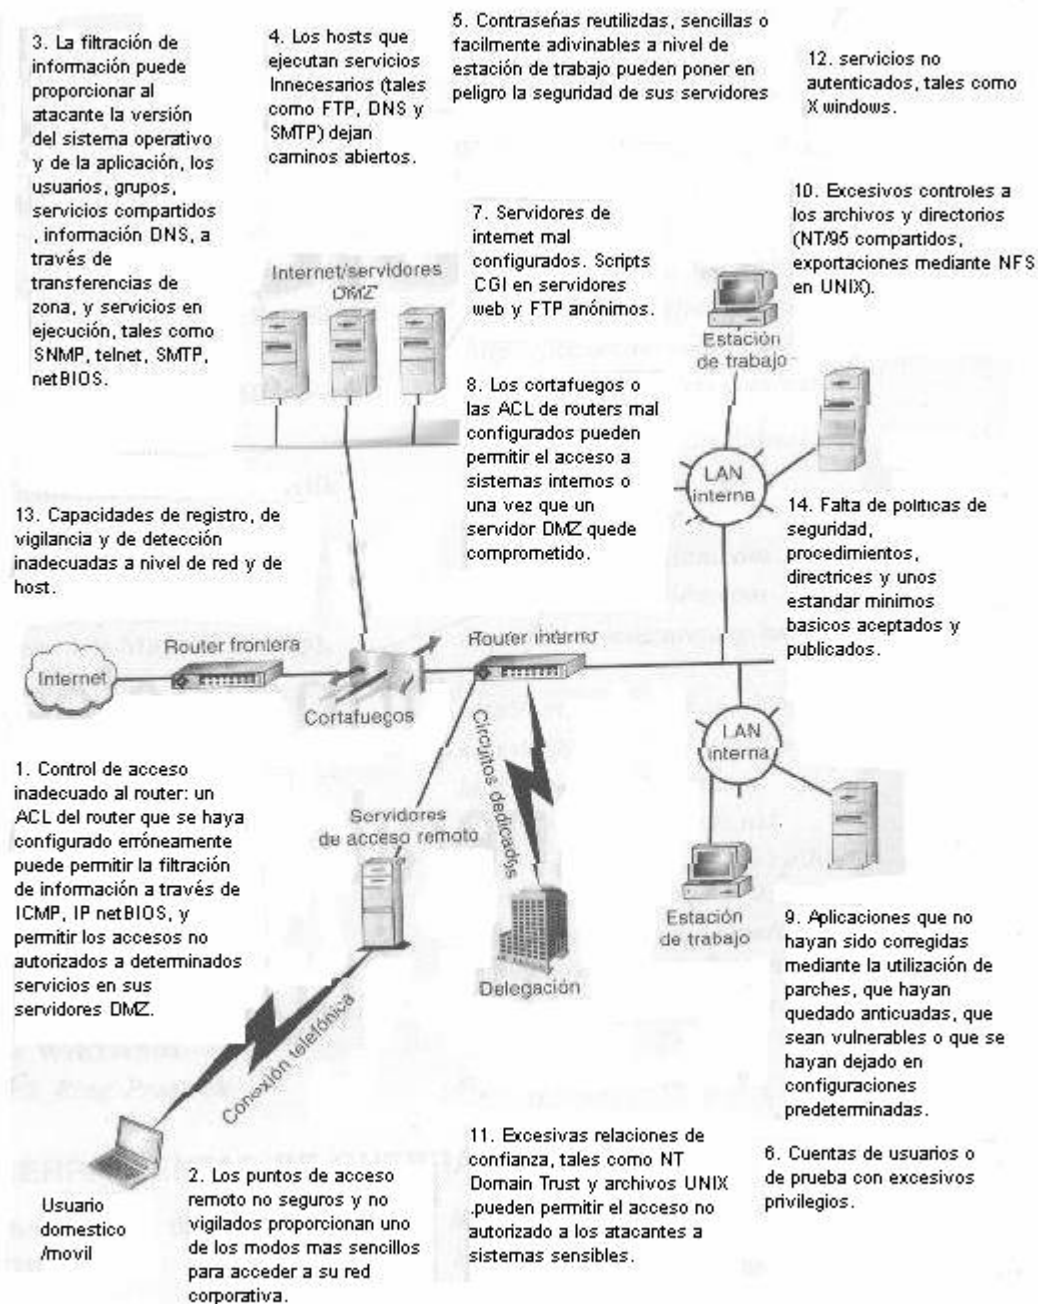 3. La filtración de
información puede
proporcionar al
atacante la versión
del sistema operativo
y de la aplicación, los
usuarios, grupos,
servicios compartidos
, información DNS, a
través de
transferencias de
zona, y servicios en
ejecución, tales como
SNMP, telnet, SMTP,
netBIOS.
4. Los hosts que
ejecutan servicios
Innecesarios (tales
como FTP, DNS y
SMTP) dejan
caminos abiertos.
5. Contraseñas reutilizdas, sencillas o
facilmente adivinables a nivel de
estación de trabajo pueden poner en
peligro la seguridad de sus servidores
12. servicios no
autenticados, tales como
X windows.
10. Excesivos controles a
los archivos y directorios
(NT/95 compartidos,
exportaciones mediante NFS
en UNIX).
7. Servidores de
internet mal
configurados. Scripts
CGI en servidores
web y FTP anónimos.
Internet/servidores
DMZ
Estación
de trabajo
8. Los cortafuegos o
las ACL de routers mal
configurados pueden
permitir el acceso a
sistemas internos o
una vez que un
servidor DMZ quede
comprometido.
LAN
interna
13. Capacidades de registro, de
vigilancia y de detección
inadecuadas a nivel de red y de
host.
14. Falta de politicas de
seguridad,
procedimientos,
directrices y unos
estandar minimos
basicos aceptados y
publicados.
Internet
Router frontera
Cortafuegos
Router interno
LAN
interna
Circuitos dedicados
1. Control de acceso
inadecuado al router: un
ACL del router que se haya
configurado erróneamente
puede permitir la filtración
de información a través de
ICMP, IP netBIOS, y
permitir los accesos no
autorizados a determinados
servicios en sus
servidores DMZ.
Servidores
de acceso remoto
Delegación
Estación
de trabajo
9. Aplicaciones que no
hayan sido corregidas
mediante la utilización de
parches, que hayan
quedado anticuadas, que
sean vulnerables o que se
hayan dejado en
configuraciones
predeterminadas.
Conexión telefónica
Usuario
domestico
/movil
2. Los puntos de acceso
remoto no seguros y no
vigilados proporcionan uno
de los modos mas sencillos
para acceder a su red
corporativa.
11. Excesivas relaciones de
confianza, tales como NT
Domain Trust y archivos UNIX
.pueden permitir el acceso no
autorizado a los atacantes a
sistemas sensibles.
6. Cuentas de usuarios o
de prueba con excesivos
privilegios.